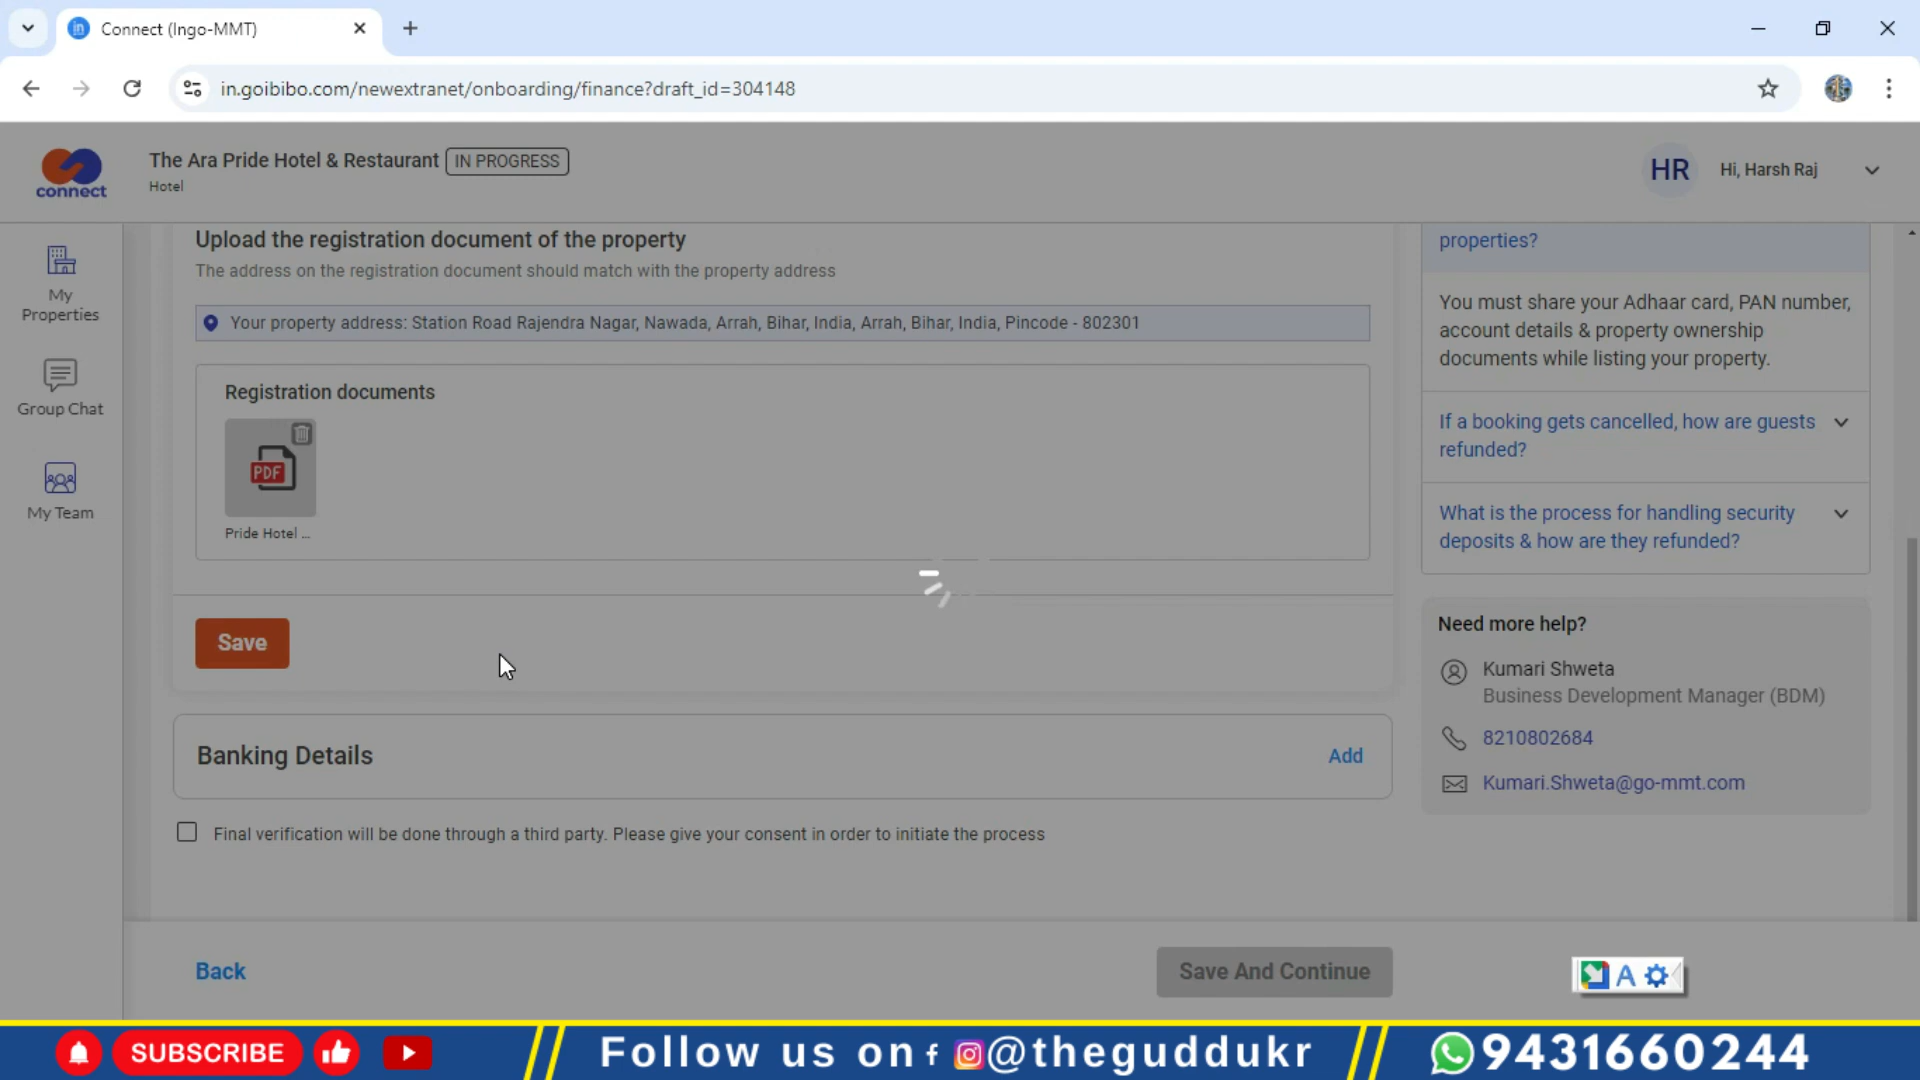 Connect (Ingo-MMT)
in.goibibo.com/newextranet/onboarding/finance?draft_id=304148
connect
The Ara Pride Hotel & Restaurant IN PROGRESS
Hotel
HR Hi, Harsh Raj
My Properties
Group Chat
My Team
Upload the registration document of the property
The address on the registration document should match with the property address
Your property address: Station Road Rajendra Nagar, Nawada, Arrah, Bihar, India, Arrah, Bihar, India, Pincode - 802301
Registration documents
PDF
Pride Hotel ...
Save
Banking Details
Add
Final verification will be done through a third party. Please give your consent in order to initiate the process
Back
Save And Continue
properties?
You must share your Adhaar card, PAN number,
account details & property ownership
documents while listing your property.
If a booking gets cancelled, how are guests
refunded?
What is the process for handling security
deposits & how are they refunded?
Need more help?
Kumari Shweta
Business Development Manager (BDM)
8210802684
Kumari.Shweta@go-mmt.com
A
SUBSCRIBE
Follow us on f @theguddukr
9431660244